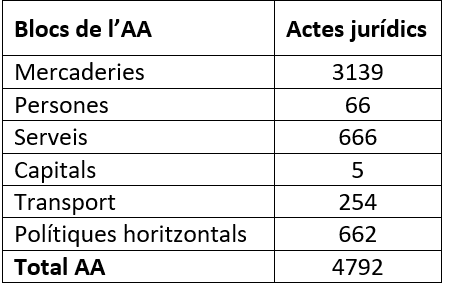 Blocs de l’AA Actes jurídics
Mercaderies 3139
Persones 66
Serveis 666
Capitals 5
Transport 254
Polítiques horitzontals 662
Total AA 4792